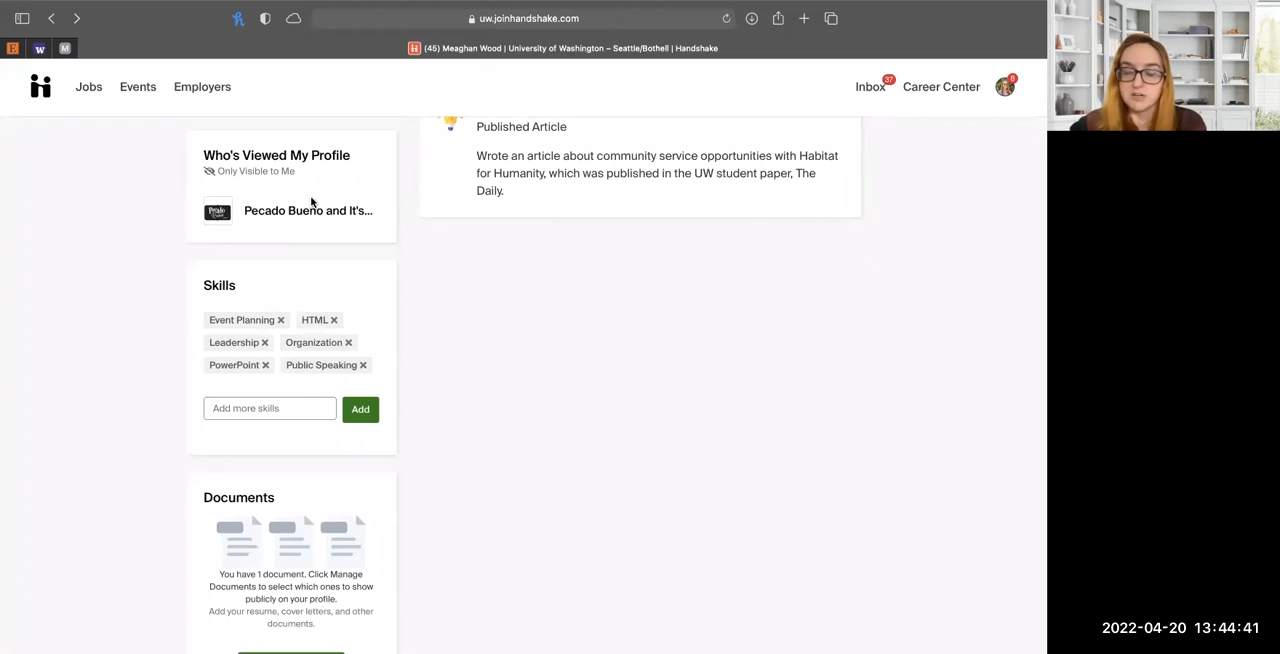 uw.joinhandshake.com
E
w
M
(45) Meaghan Wood | University of Washington – Seattle/Bothell | Handshake
Jobs
Events
Employers
Inbox
37
Career Center
8
Published Article
Wrote an article about community service opportunities with Habitat
for Humanity, which was published in the UW student paper, The
Daily.
Who's Viewed My Profile
Only Visible to Me
Pecado Bueno and It's...
Skills
Event Planning ×
HTML ×
Leadership ×
Organization ×
PowerPoint ×
Public Speaking ×
Add more skills
Add
Documents
You have 1 document. Click Manage
Documents to select which ones to show
publicly on your profile.
Add your resume, cover letters, and other
documents.
2022-04-20 13:44:41